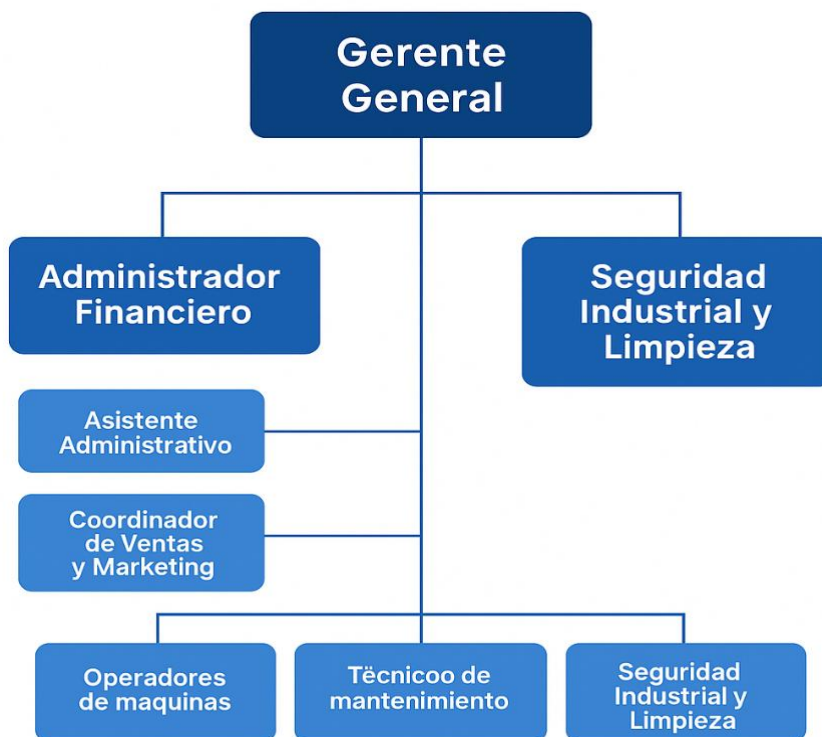 Gerente
General
Administrador
Financiero
Seguridad
Industrial y
Limpieza
Asistente
Administrativo
Coordinador
de Ventas
y Marketing
Operadores
de maquinas
Tëcnicoo de
mantenimiento
Seguridad
Industrial y
Limpieza